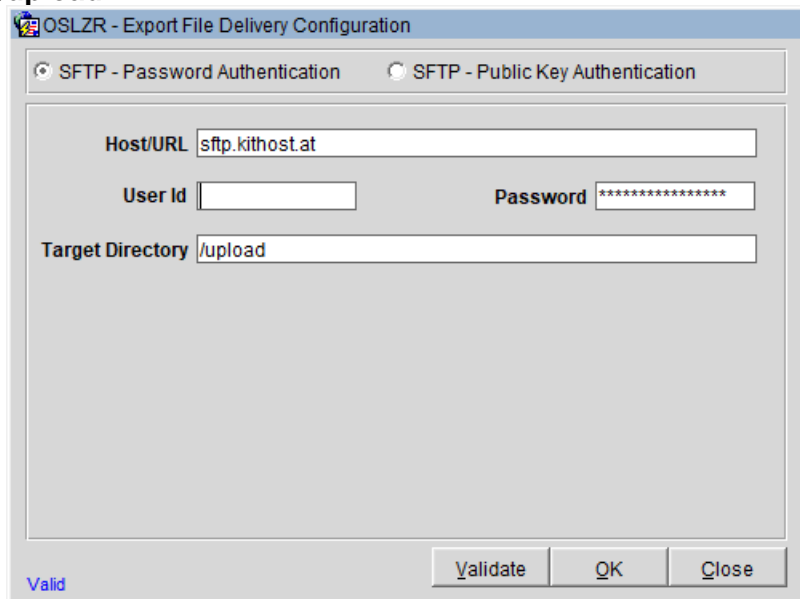 OSLZR - Export File Delivery Configuration
SFTP - Password Authentication SFTP - Public Key Authentication
Host/URL sftp.kithost.at
User Id Password ****************
Target Directory /upload
Validate OK Close
Valid